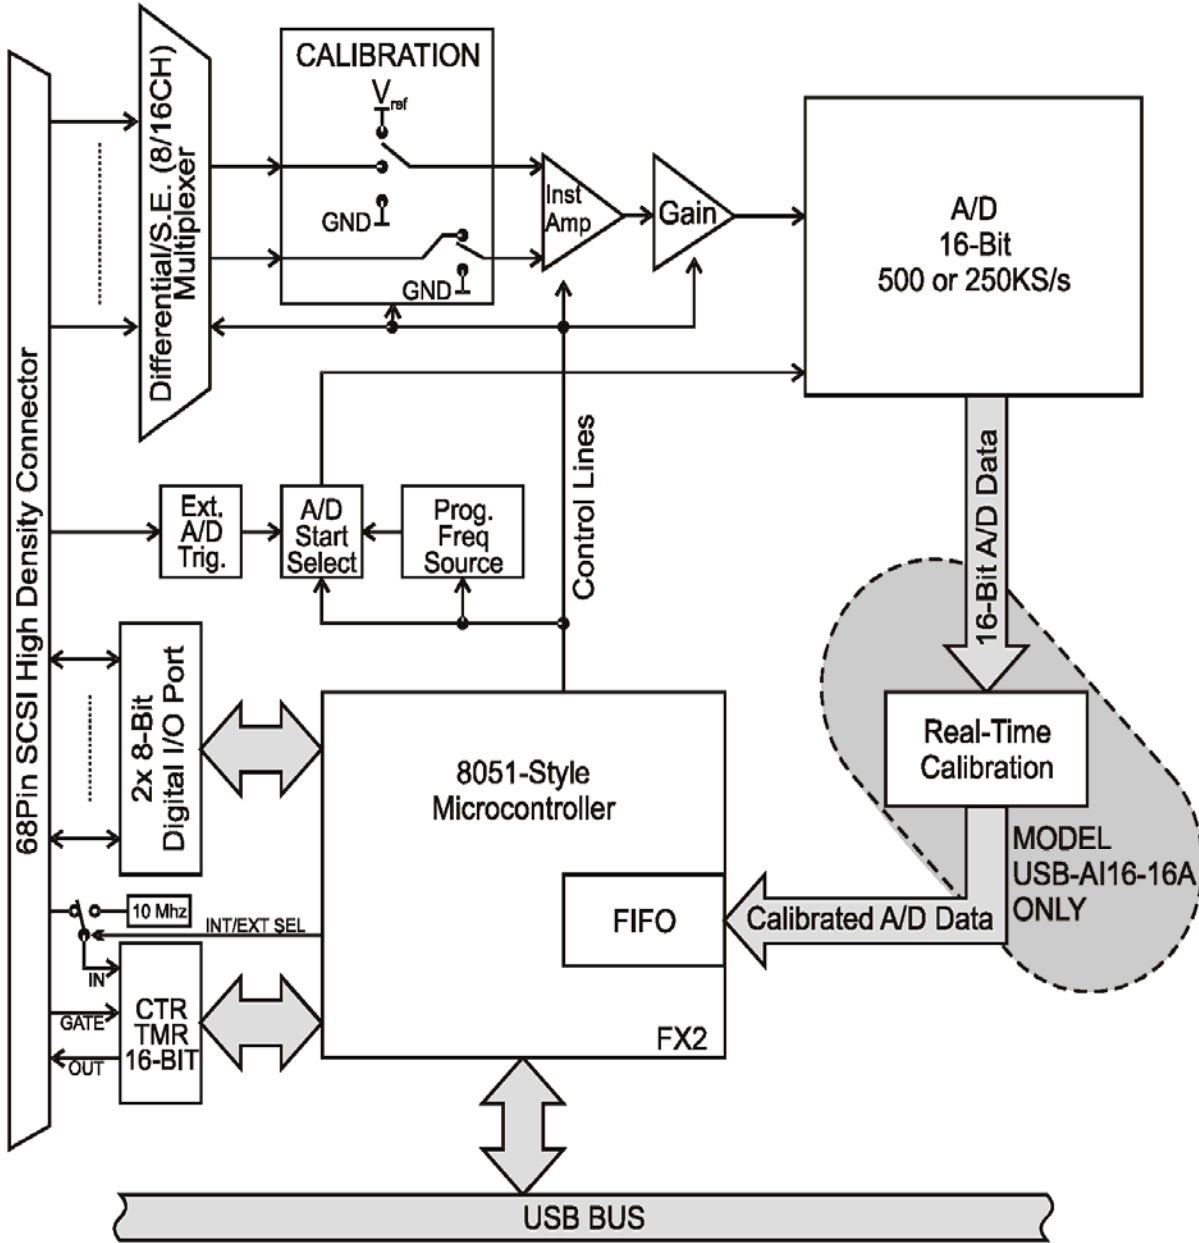 68Pin SCSI High Density Connector
Differential/S.E. (8/16CH)
Multiplexer
CALIBRATION
Vref
GND
GND
Inst
Amp
Gain
A/D
16-Bit
500 or 250KS/s
Control Lines
16-Bit A/D Data
Ext.
A/D
Trig.
A/D
Start
Select
Prog.
Freq
Source
2x 8-Bit
Digital I/O Port
8051-Style
Microcontroller
Real-Time
Calibration
MODEL
USB-AI16-16A
ONLY
Calibrated A/D Data
FIFO
FX2
10 Mhz
INT/EXT SEL
IN
GATE
OUT
CTR
TMR
16-BIT
USB BUS